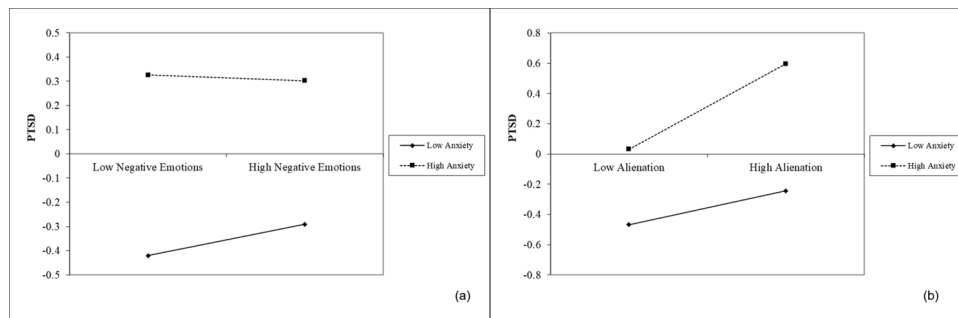 0.5
0.4
0.3
0.2
0.1
0
-0.1
-0.2
-0.3
-0.4
-0.5
PTSD
Low Negative Emotions
High Negative Emotions
Low Anxiety
High Anxiety
(a)
0.8
0.6
0.4
0.2
0
-0.2
-0.4
-0.6
-0.8
PTSD
Low Alienation
High Alienation
Low Anxiety
High Anxiety
(b)